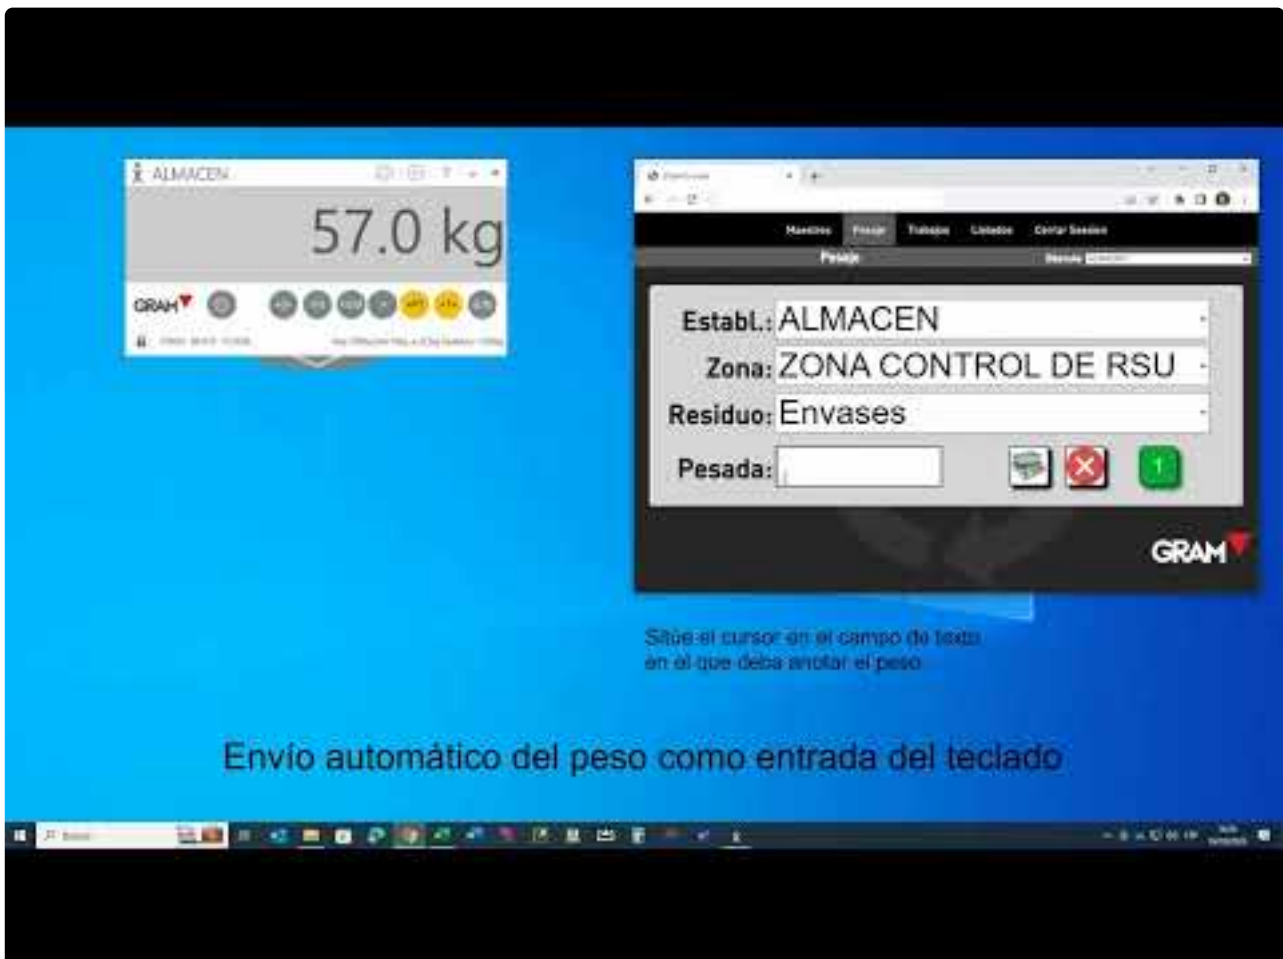 ALMACEN
57.0 kg
GRAM
Maestros Pesaje Trabajos Listados Cerrar Session
Pesaje
Establ.: ALMACEN
Zona: ZONA CONTROL DE RSU
Residuo: Envases
Pesada:
1
GRAM
Sitúe el cursor en el campo de texto
en el que deba anotar el peso
Envío automático del peso como entrada del teclado